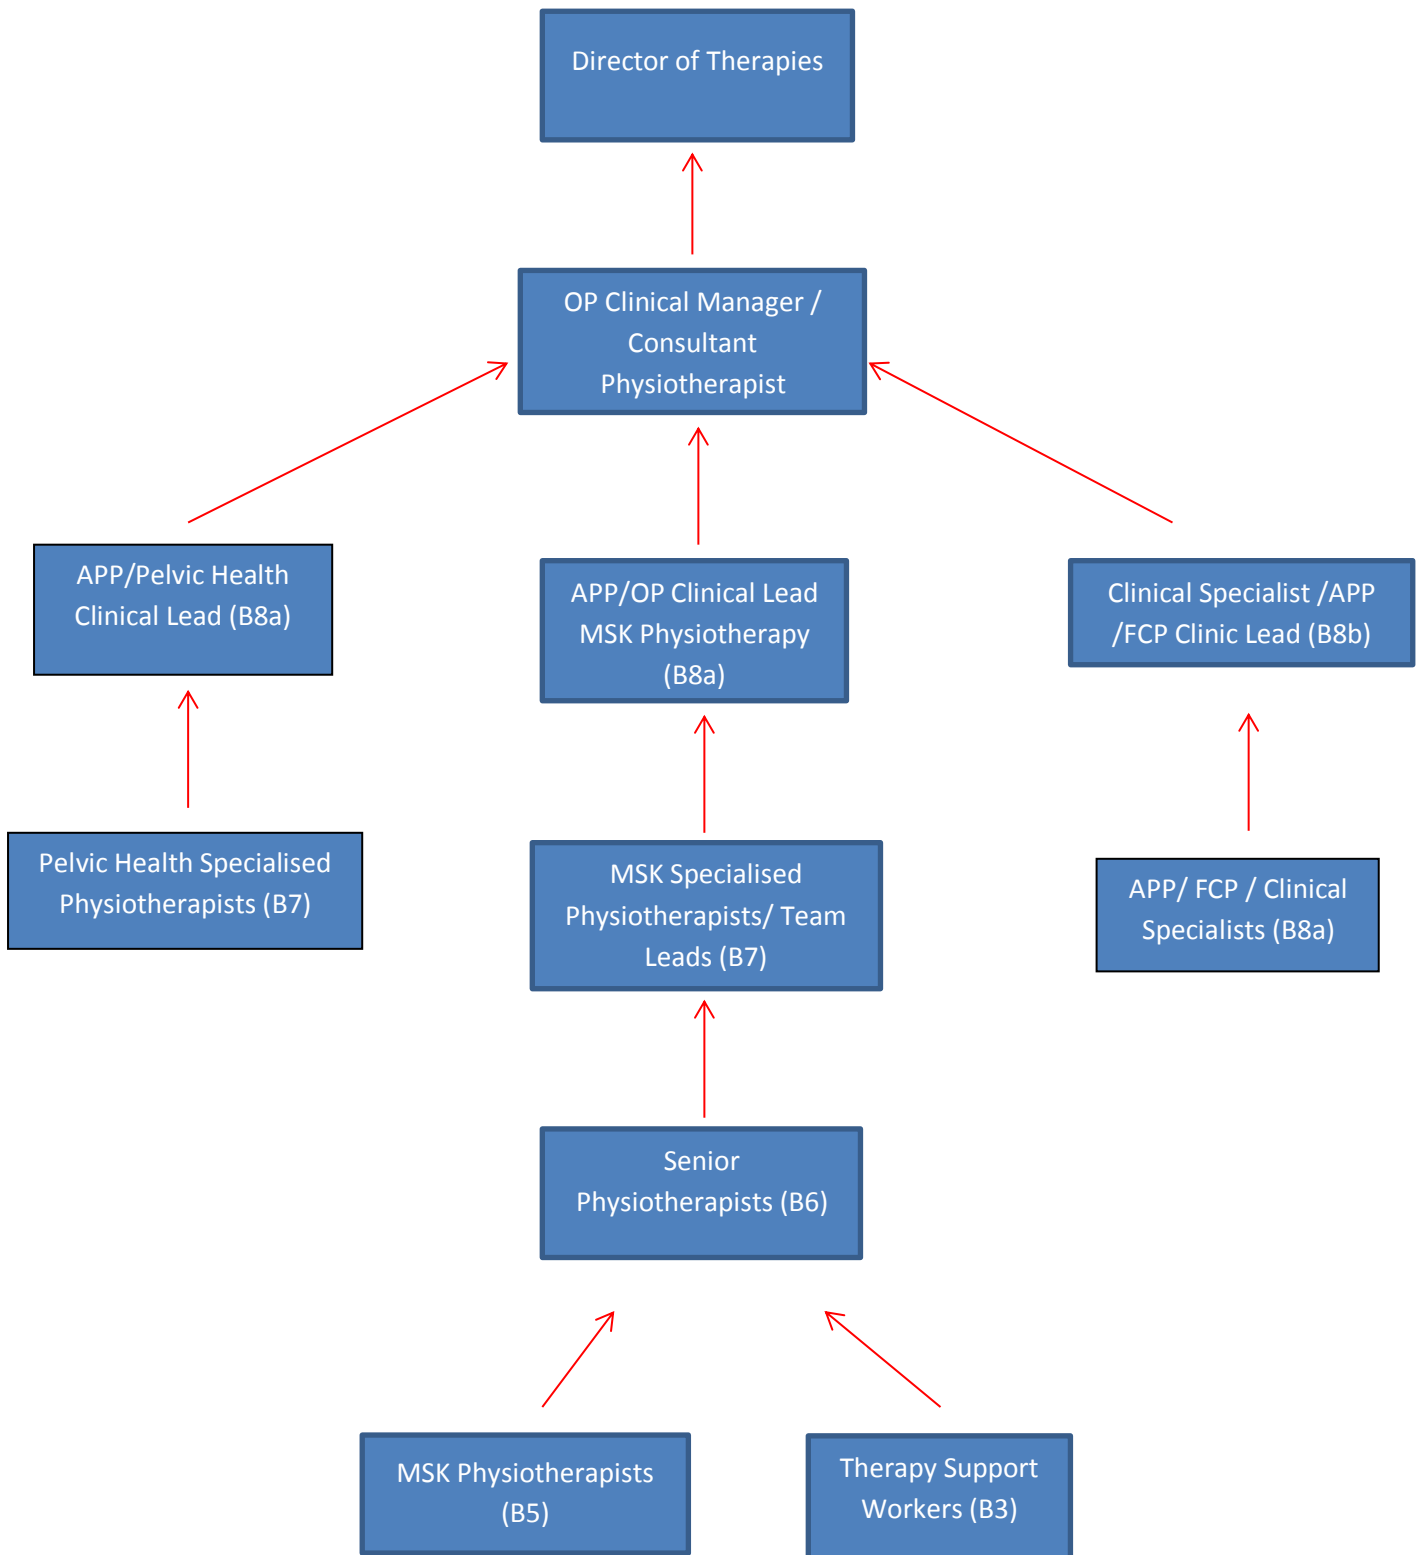 Director of Therapies
OP Clinical Manager /
Consultant
Physiotherapist
APP/Pelvic Health
Clinical Lead (B8a)
APP/OP Clinical Lead
MSK Physiotherapy
(B8a)
Clinical Specialist /APP
/FCP Clinic Lead (B8b)
Pelvic Health Specialised
Physiotherapists (B7)
MSK Specialised
Physiotherapists/ Team
Leads (B7)
APP/ FCP / Clinical
Specialists (B8a)
Senior
Physiotherapists (B6)
MSK Physiotherapists
(B5)
Therapy Support
Workers (B3)